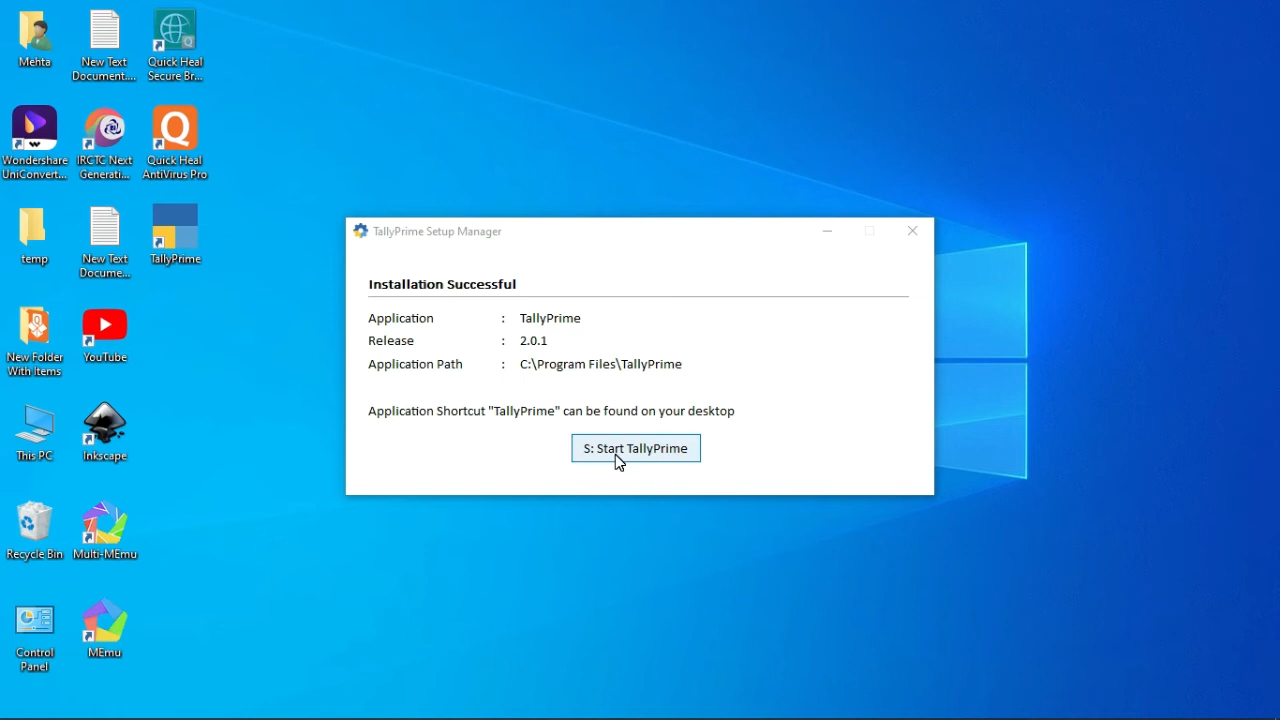 Mehta
New Text
Document....
Quick Heal
Secure Br...
Wondershare
UniConvert...
IRCTC Next
Generati...
Quick Heal
AntiVirus Pro
temp
New Text
Docume...
TallyPrime
New Folder
With Items
YouTube
This PC
Inkscape
Recycle Bin
Multi-MEmu
Control
Panel
MEmu
TallyPrime Setup Manager
Installation Successful
Application : TallyPrime
Release : 2.0.1
Application Path : C:\Program Files\TallyPrime
Application Shortcut "TallyPrime" can be found on your desktop
S: Start TallyPrime